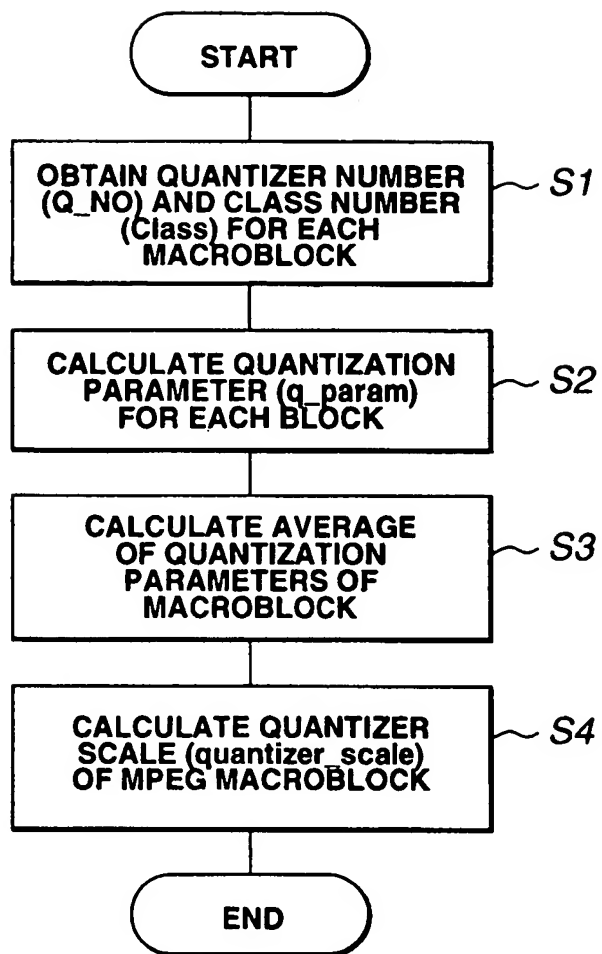 START
OBTAIN QUANTIZER NUMBER
(Q_NO) AND CLASS NUMBER
(Class) FOR EACH
MACROBLOCK
S1
CALCULATE QUANTIZATION
PARAMETER (q_param)
FOR EACH BLOCK
S2
CALCULATE AVERAGE
OF QUANTIZATION
PARAMETERS OF
MACROBLOCK
S3
CALCULATE QUANTIZER
SCALE (quantizer_scale)
OF MPEG MACROBLOCK
S4
END